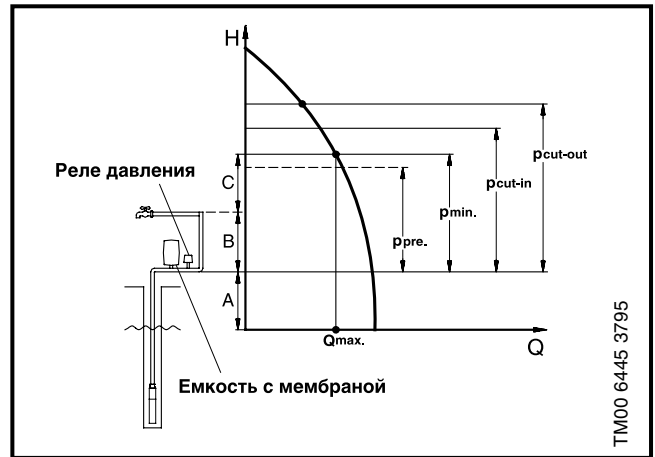 H
Pcut-out
Pcut-in
Реле давления
C
Pmin.
Ppre.
B
A
Qmax.
Q
Емкость с мембраной
TM00 6445 3795